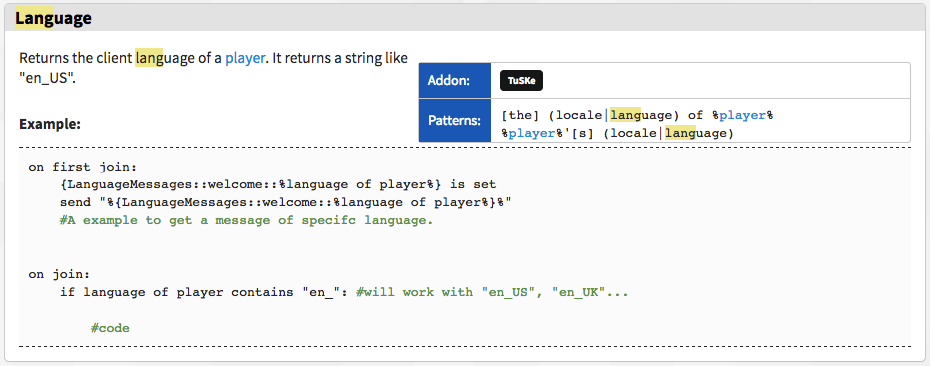 Language
Returns the client language of a player. It returns a string like
"en_US".
Addon: TuSKe
Patterns: [the] (locale|language) of %player%
%player%'[s] (locale|language)
Example:
on first join:
{LanguageMessages::welcome::%language of player%} is set
send "%{LanguageMessages::welcome::%language of player%}%"
#A example to get a message of specifc language.
on join:
if language of player contains "en_": #will work with "en_US", "en_UK"...
#code